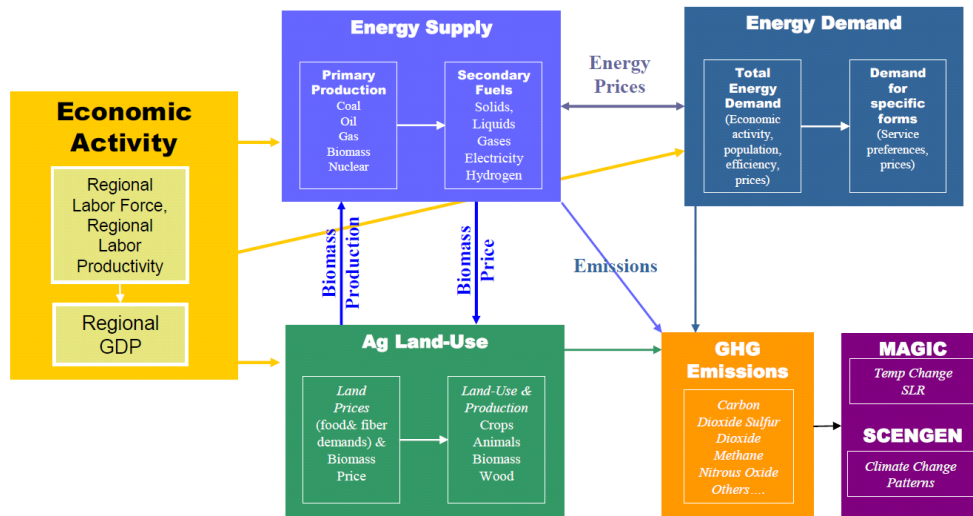 Economic
Activity
Regional
Labor Force,
Regional
Labor
Productivity
Regional
GDP
Energy Supply
Primary
Production
Coal
Oil
Gas
Biomass
Nuclear
Secondary
Fuels
Solids,
Liquids
Gases
Electricity
Hydrogen
Energy
Prices
Energy Demand
Total
Energy
Demand
(Economic
activity,
population,
efficiency,
prices)
Demand
for
specific
forms
(Service
preferences,
prices)
Biomass
Production
Biomass
Price
Emissions
Ag Land-Use
Land
Prices
(food& fiber
demands) &
Biomass
Price
Land-Use &
Production
Crops
Animals
Biomass
Wood
GHG
Emissions
Carbon
Dioxide Sulfur
Dioxide
Methane
Nitrous Oxide
Others….
MAGIC
Temp Change
SLR
SCENGEN
Climate Change
Patterns